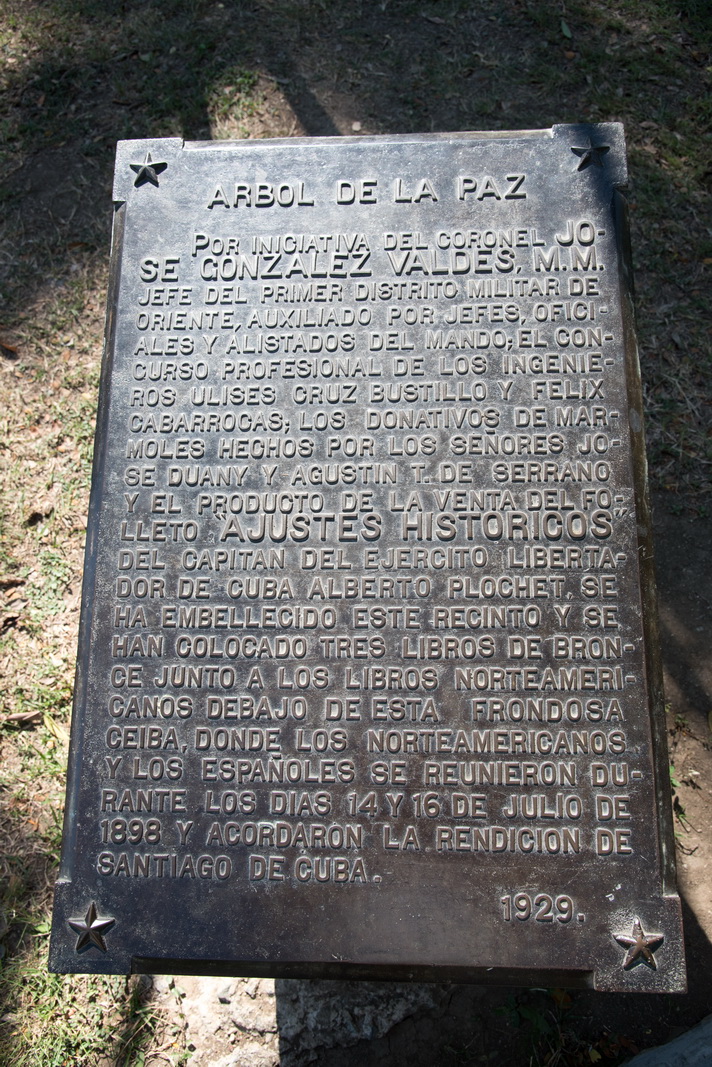 ARBOL DE LA PAZ
POR INICIATIVA DEL CORONEL JO-
SE GONZALEZ VALDES, M.M.
JEFE DEL PRIMER DISTRITO MILITAR DE
ORIENTE, AUXILIADO POR JEFES, OFICI-
ALES Y ALISTADOS DEL MANDO; EL CON-
CURSO PROFESIONAL DE LOS INGENIE-
ROS ULISES CRUZ BUSTILLO Y FELIX
CABARROCAS; LOS DONATIVOS DE MAR-
MOLES HECHOS POR LOS SEÑORES JO-
SE DUANY Y AGUSTIN T. DE SERRANO
Y EL PRODUCTO DE LA VENTA DEL FO-
LLETO "AJUSTES HISTORICOS"
DEL CAPITAN DEL EJERCITO LIBERTA-
DOR DE CUBA ALBERTO PLOCHET, SE
HA EMBELLECIDO ESTE RECINTO Y SE
HAN COLOCADO TRES LIBROS DE BRON-
CE JUNTO A LOS LIBROS NORTEAMERI-
CANOS DEBAJO DE ESTA FRONDOSA
CEIBA, DONDE LOS NORTEAMERICANOS
Y LOS ESPAÑOLES SE REUNIERON DU-
RANTE LOS DIAS 14 Y 16 DE JULIO DE
1898 Y ACORDARON LA RENDICION DE
SANTIAGO DE CUBA.
1929.